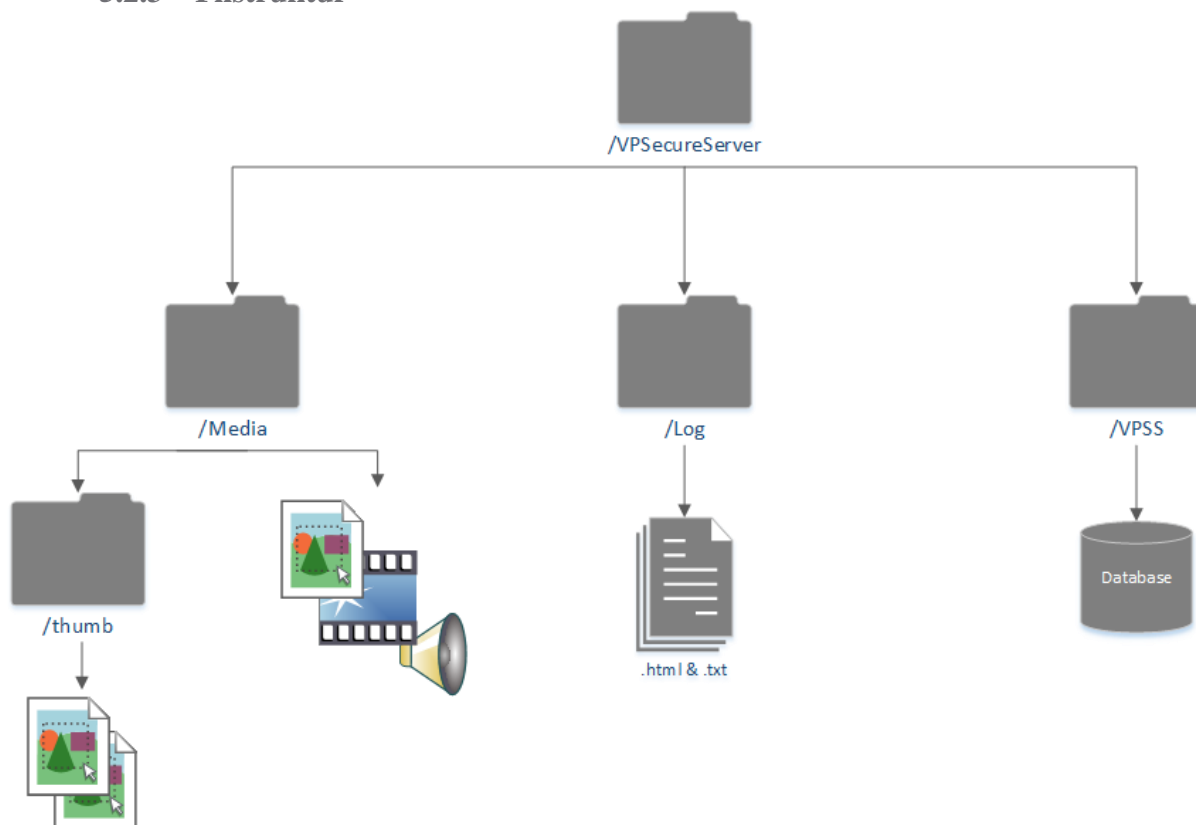 /VPSecureServer
/Media
/Log
/VPSS
/thumb
Database
.html & .txt